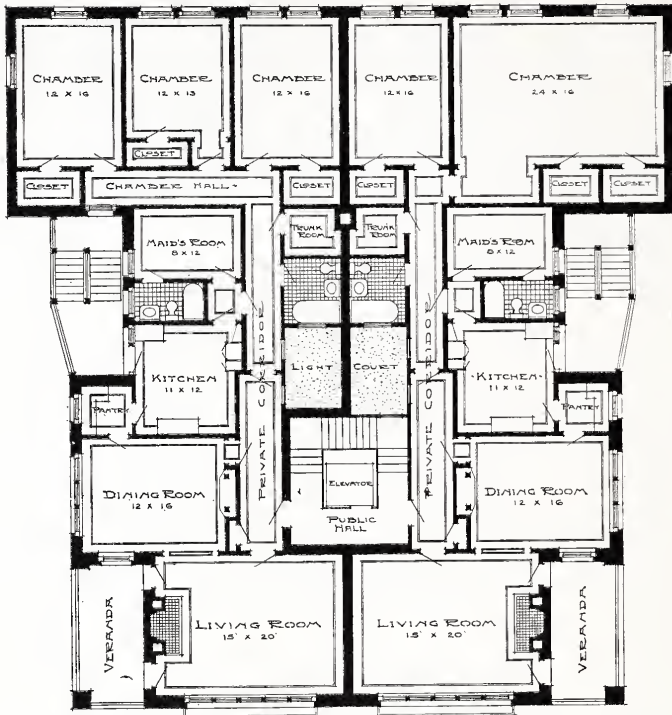 CHAMBER
12 X 16
CHAMBER
12 X 13
CHAMBER
12 X 16
CHAMBER
12 X 16
CHAMBER
24 X 16
CLOSET
CLOSET
CHAMBER HALL
CLOSET
CLOSET
CLOSET
CLOSET
MAID'S ROOM
8 X 12
TRUNK
ROOM
TRUNK
ROOM
MAID'S ROOM
8 X 12
PRIVATE CORRIDOR
PRIVATE CORRIDOR
KITCHEN
11 X 12
LIGHT
COURT
KITCHEN
11 X 12
PANTRY
PANTRY
DINING ROOM
12 X 16
ELEVATOR
PUBLIC
HALL
DINING ROOM
12 X 16
VERANDA
LIVING ROOM
15' X 20'
LIVING ROOM
15' X 20'
VERANDA